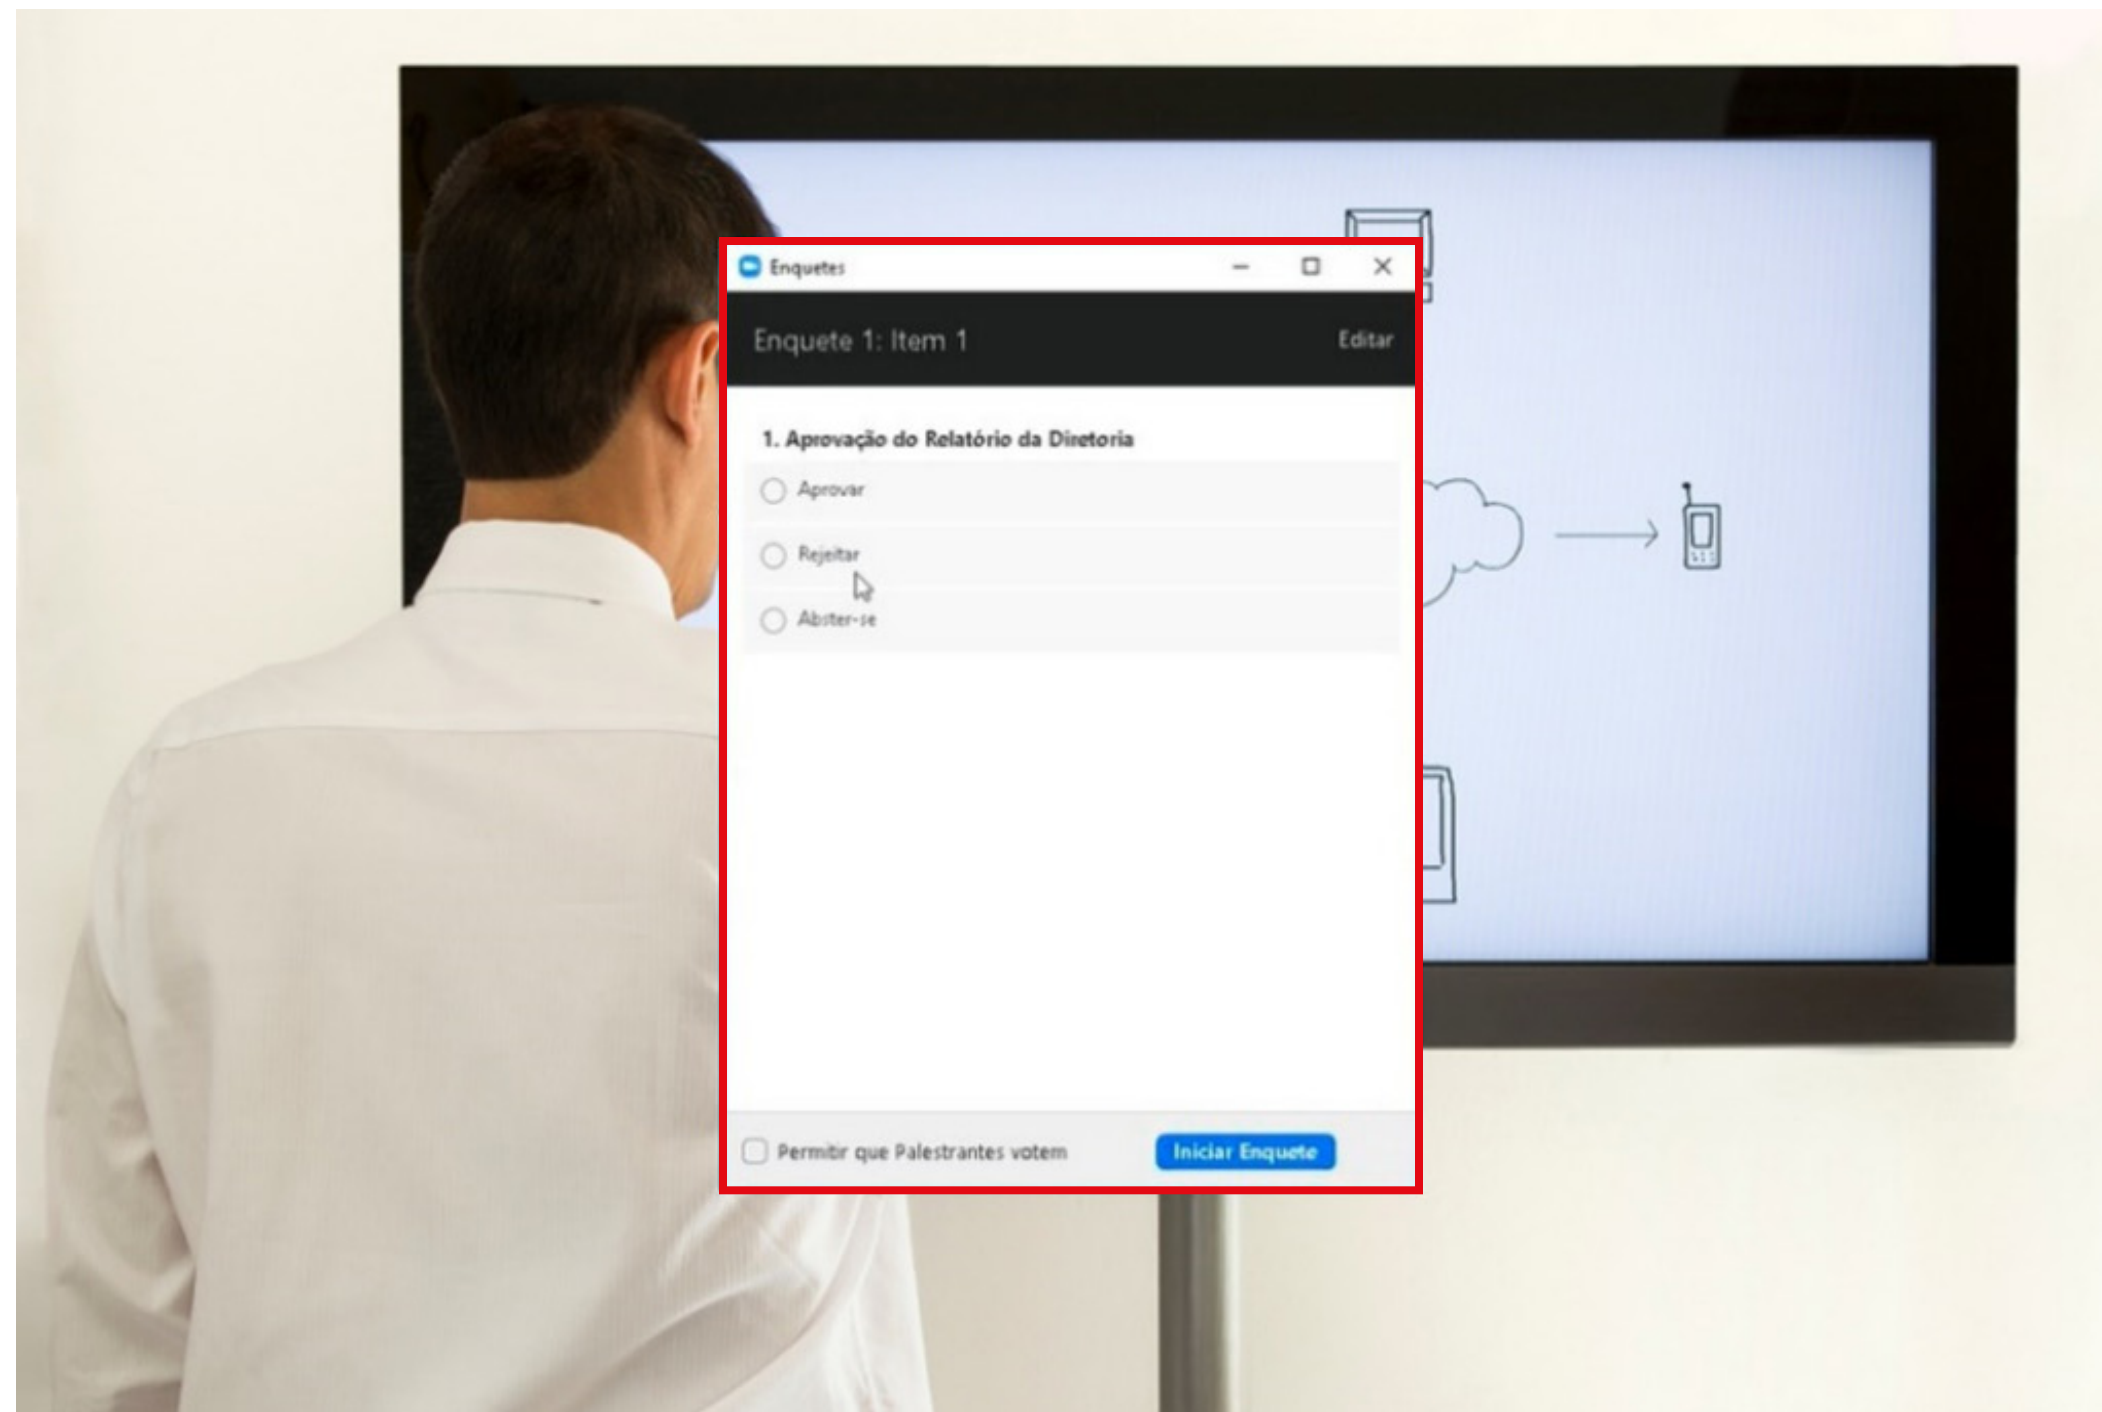 Enquetes
Enquete 1: Item 1
Editar
1. Aprovação do Relatório da Diretoria
Aprovar
Rejeitar
Abster-se
Permitir que Palestrantes votem
Iniciar Enquete